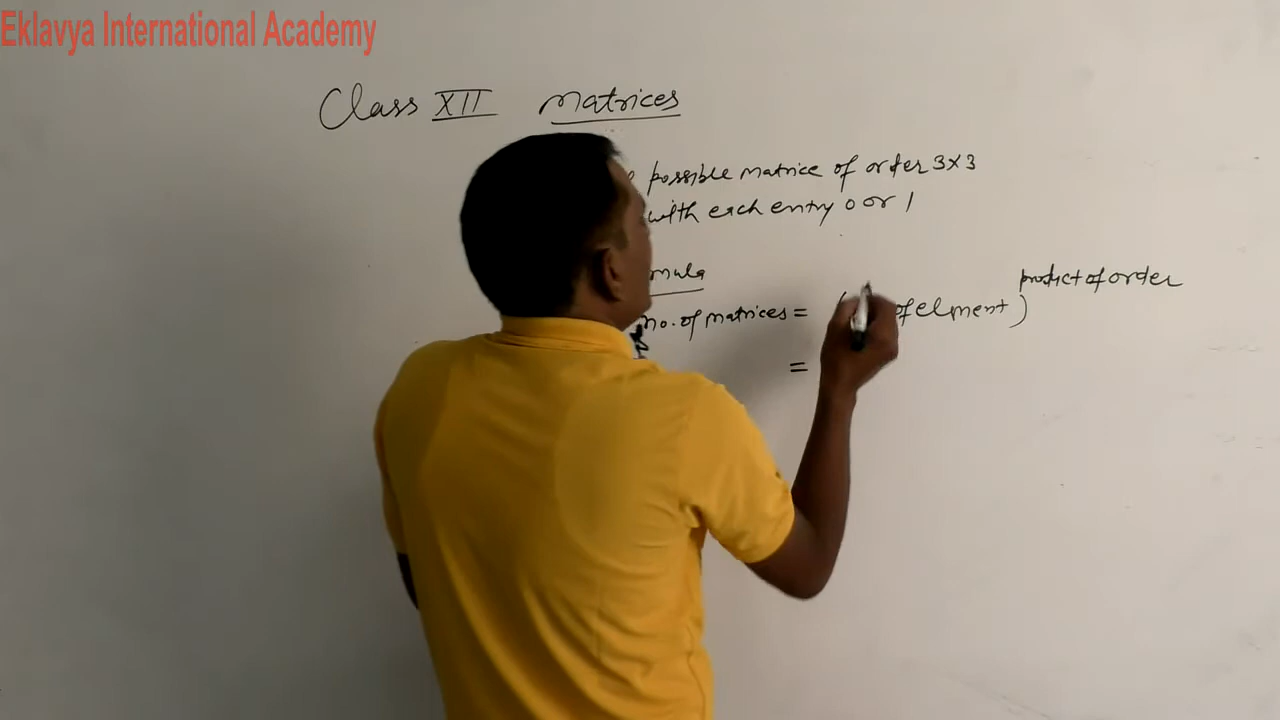 Eklavya International Academy
Class XII Matrices
possible matrice of order 3×3
with each entry 0 or 1
no. of matrices = ( of elment ) product of order
=